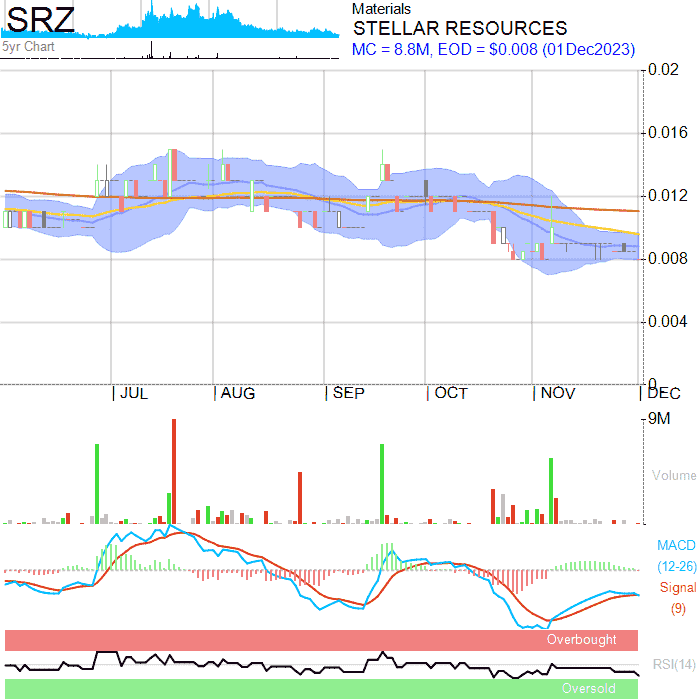 SRZ
5yr Chart
Materials
STELLAR RESOURCES
MC = 8.8M, EOD = $0.008 (01Dec2023)
0.02
0.016
0.012
0.008
0.004
0
JUL AUG SEP OCT NOV DEC
9M
Volume
MACD
(12-26)
Signal
(9)
Overbought
RSI(14)
Oversold